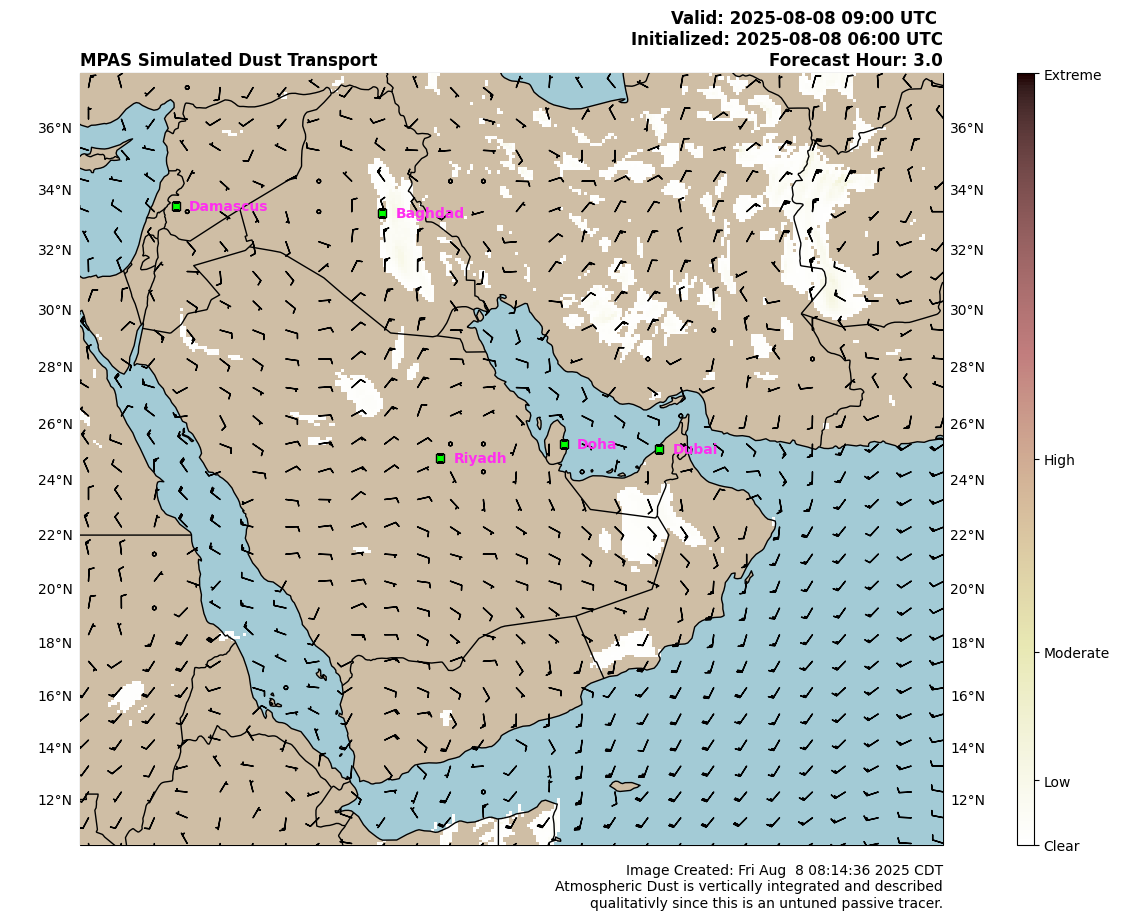 Valid: 2025-08-08 09:00 UTC
Initialized: 2025-08-08 06:00 UTC
MPAS Simulated Dust Transport
Forecast Hour: 3.0
Extreme
High
Moderate
Low
Clear
36°N
34°N
32°N
30°N
28°N
26°N
24°N
22°N
20°N
18°N
16°N
14°N
12°N
36°N
34°N
32°N
30°N
28°N
26°N
24°N
22°N
20°N
18°N
16°N
14°N
12°N
Damascus
Baghdad
Riyadh
Doha
Dubai
Image Created: Fri Aug  8 08:14:36 2025 CDT
Atmospheric Dust is vertically integrated and described
qualitativly since this is an untuned passive tracer.